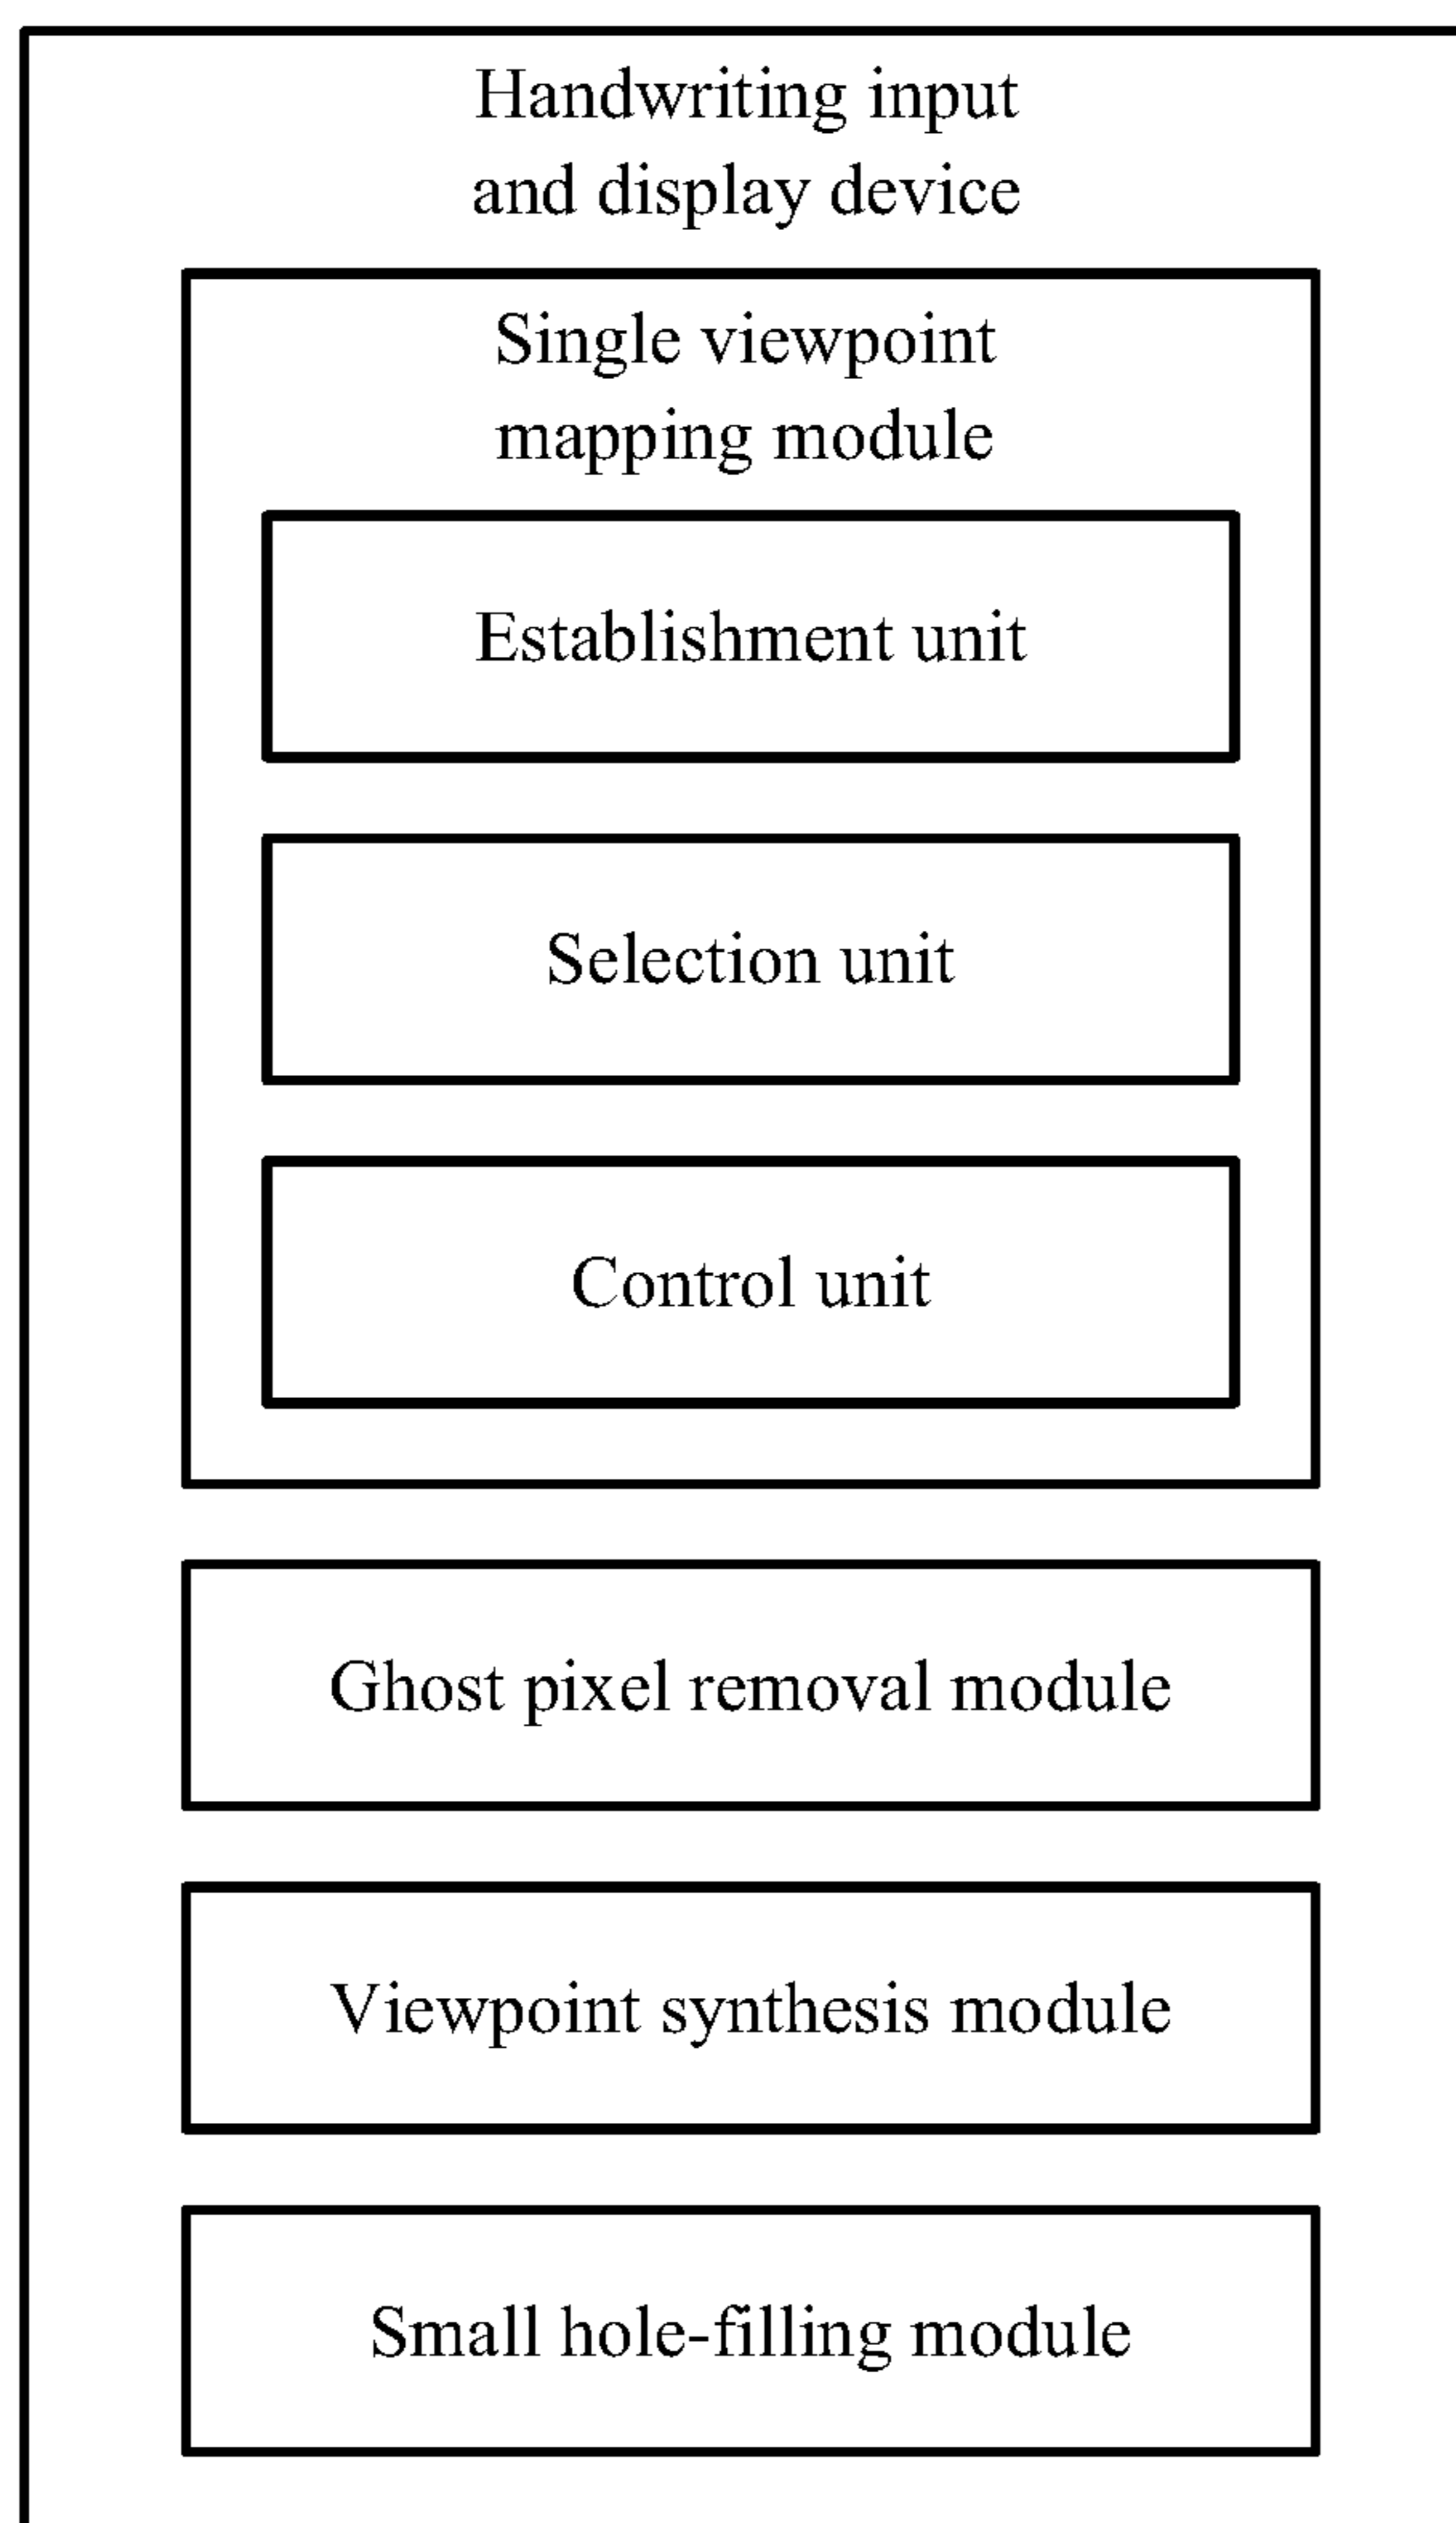 Handwriting input
and display device
Single viewpoint
mapping module
Establishment unit
Selection unit
Control unit
Ghost pixel removal module
Viewpoint synthesis module
Small hole-filling module